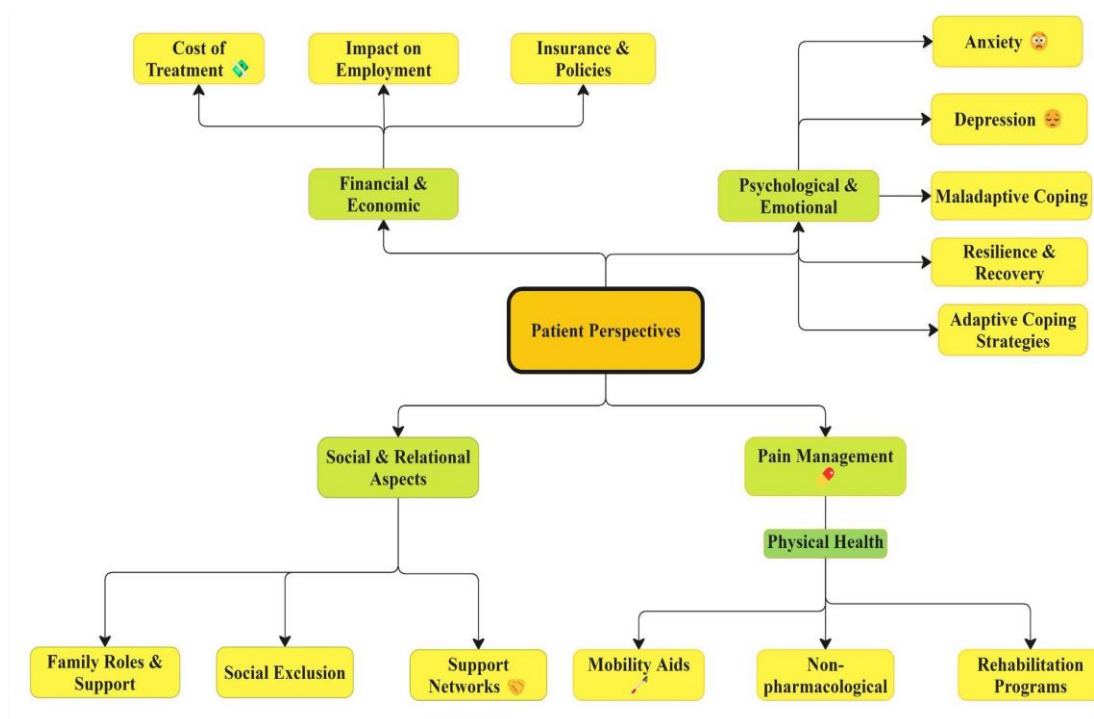 Cost of
Treatment 💸
Impact on
Employment
Insurance &
Policies
Anxiety 😳
Depression 😔
Financial &
Economic
Psychological &
Emotional
Maladaptive Coping
Resilience &
Recovery
Adaptive Coping
Strategies
Patient Perspectives
Social & Relational
Aspects
Pain Management
💊
Physical Health
Family Roles &
Support
Social Exclusion
Support
Networks 🤝
Mobility Aids
🦯
Non-
pharmacological
Rehabilitation
Programs